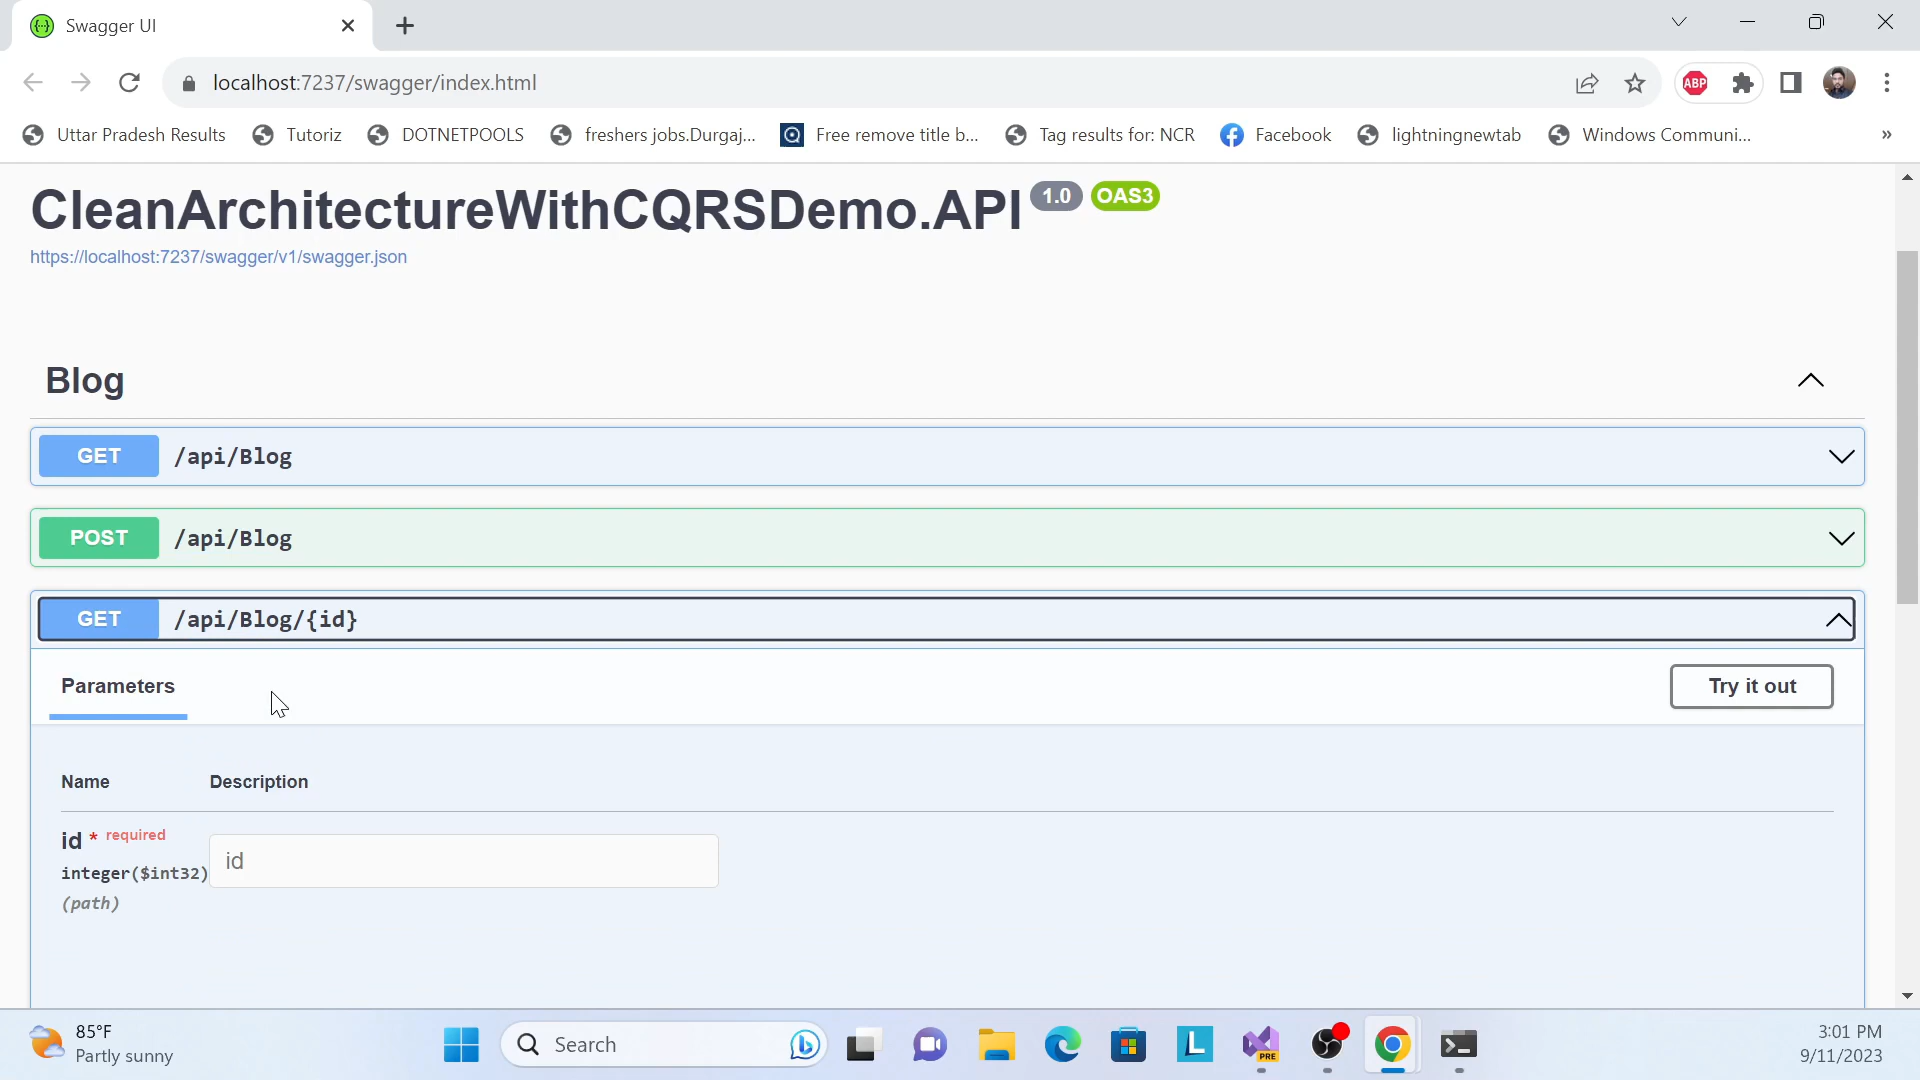 Swagger UI
localhost:7237/swagger/index.html
ABP
Uttar Pradesh Results Tutoriz DOTNETPOOLS freshers jobs.Durgaj... Free remove title b... Tag results for: NCR Facebook lightningnewtab Windows Communi... »
CleanArchitectureWithCQRSDemo.API 1.0 OAS3
https://localhost:7237/swagger/v1/swagger.json
Blog
GET /api/Blog
POST /api/Blog
GET /api/Blog/{id}
Parameters Try it out
Name Description
id * required
id
integer($int32)
(path)
85°F
Partly sunny
Search
L
PRE
3:01 PM
9/11/2023